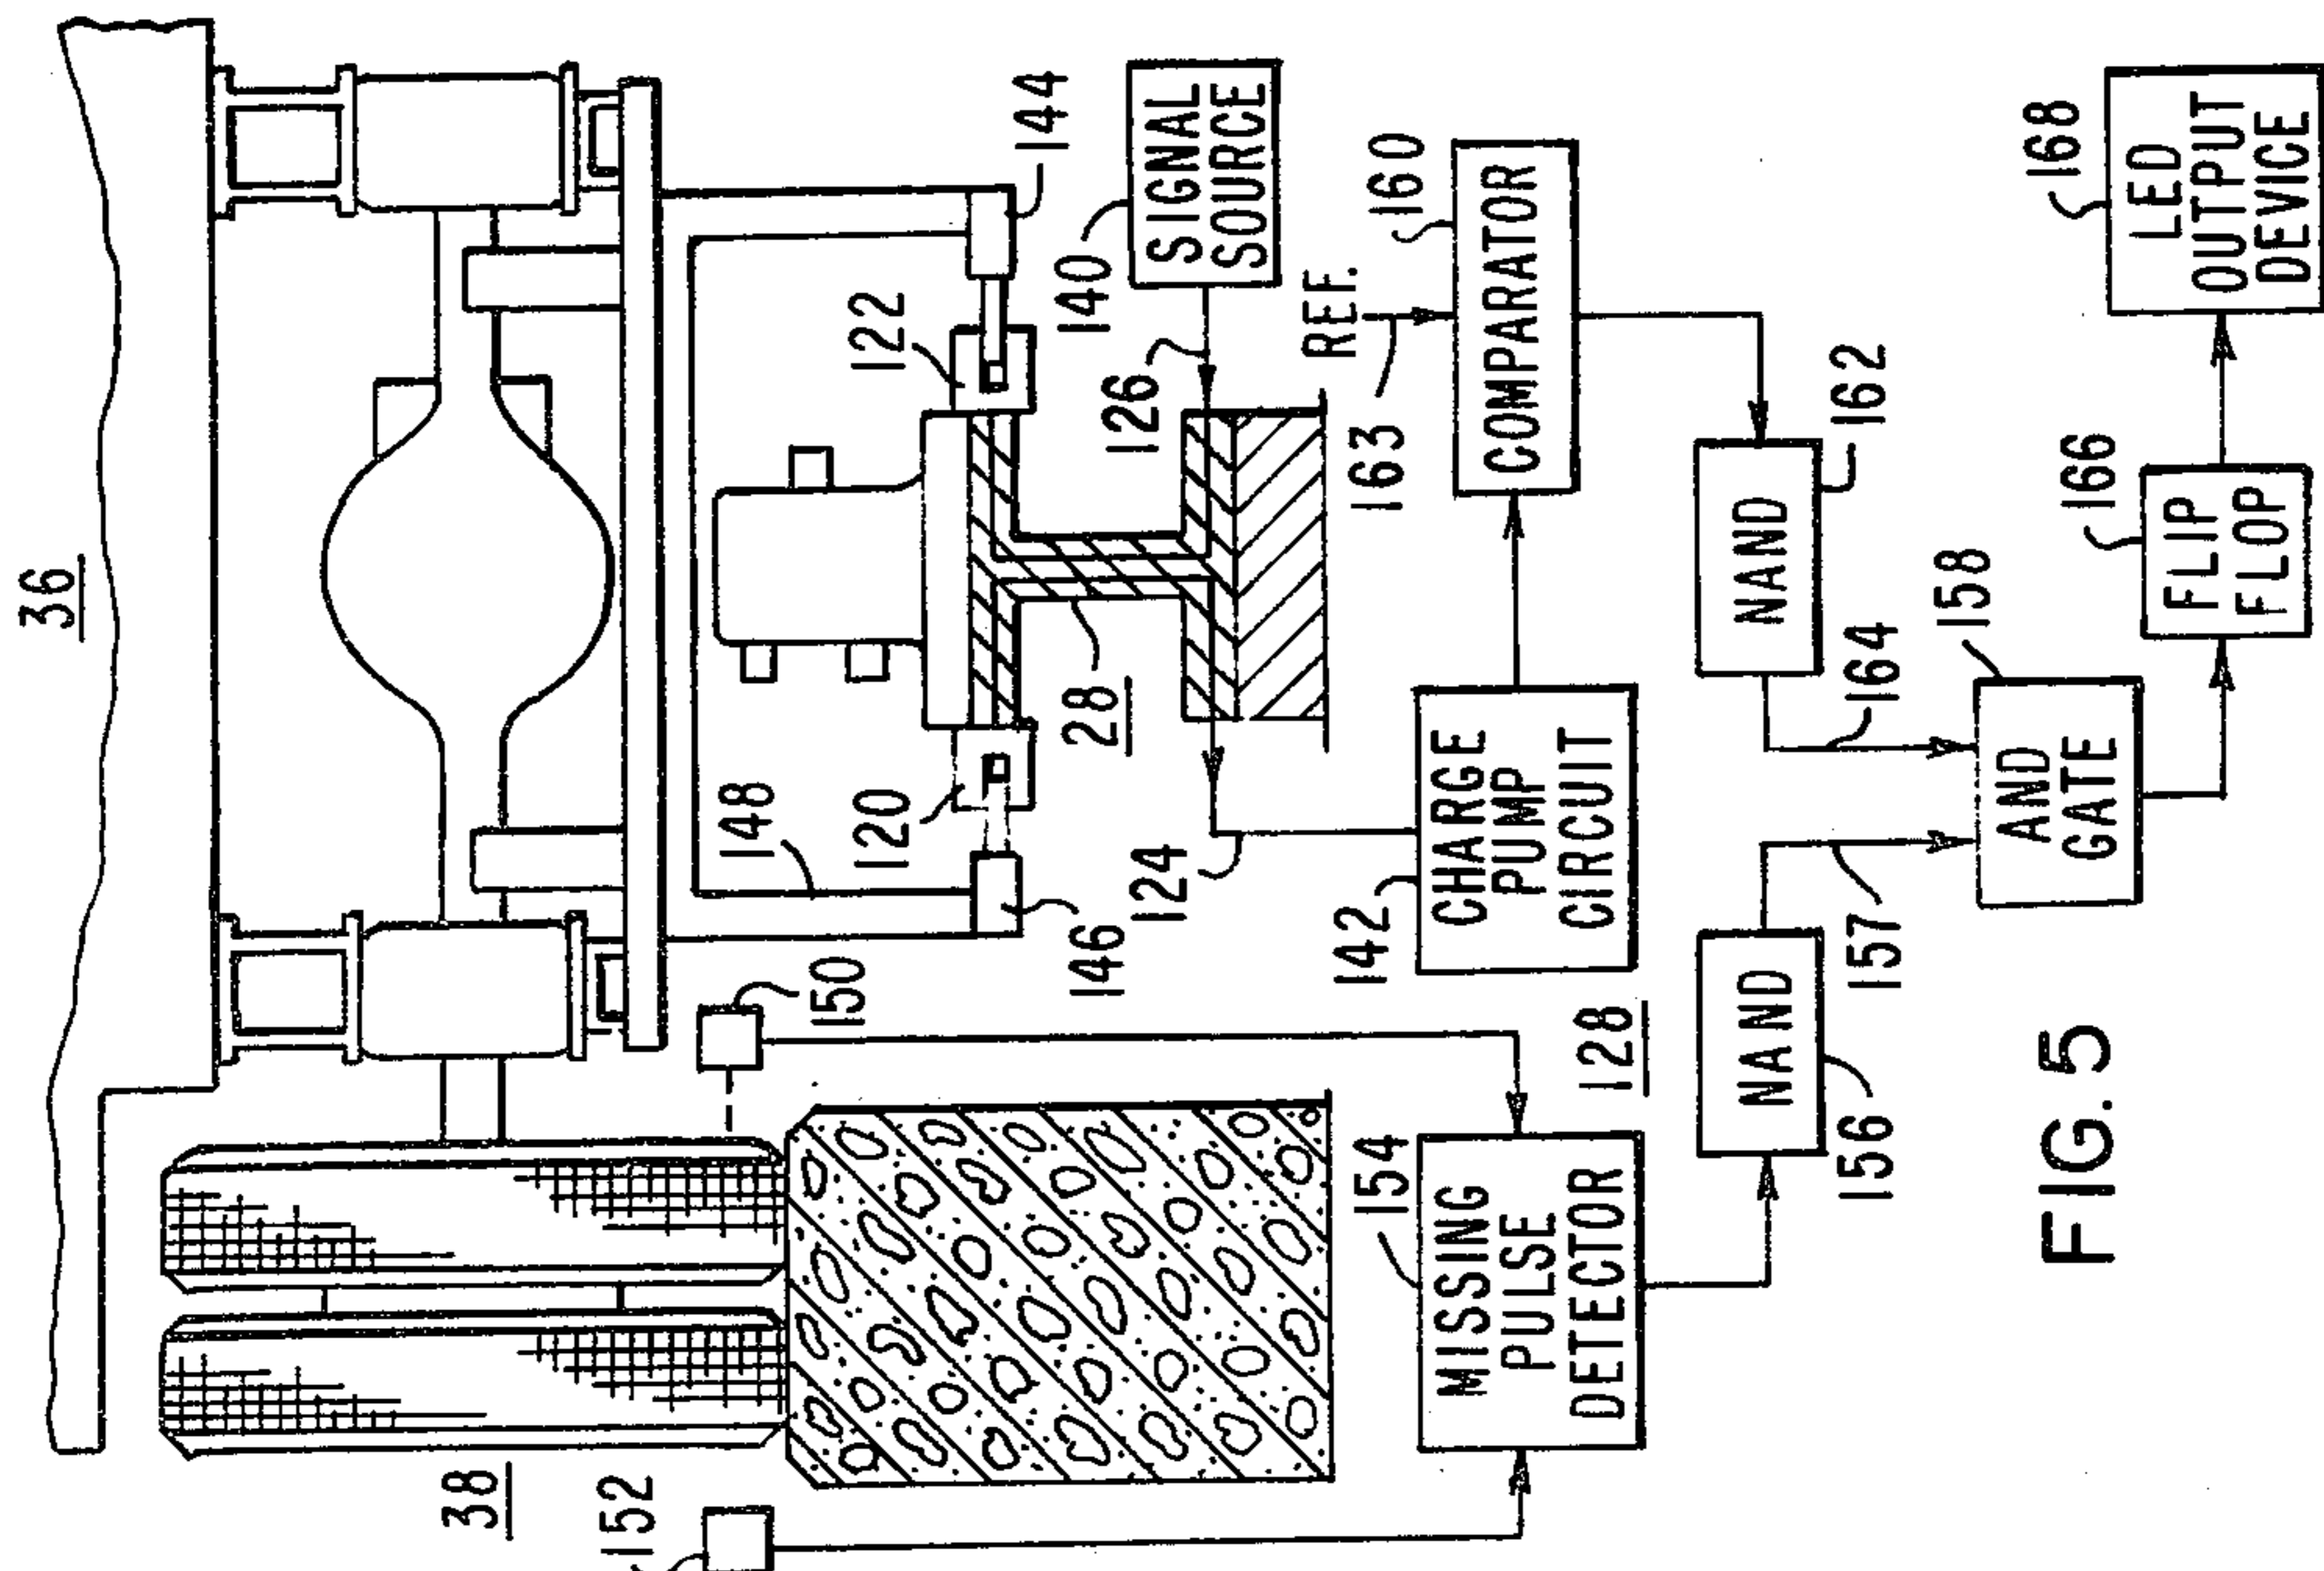 36
38
152
150
148
146
144
122
120
28
124
126
140
SIGNAL
SOURCE
REF.
163
160
COMPARATOR
142
CHARGE
PUMP
CIRCUIT
128
154
MISSING
PULSE
DETECTOR
NAND
156
157
NAND
162
164
158
AND
GATE
166
FLIP
FLOP
168
LED
OUTPUT
DEVICE
FIG. 5